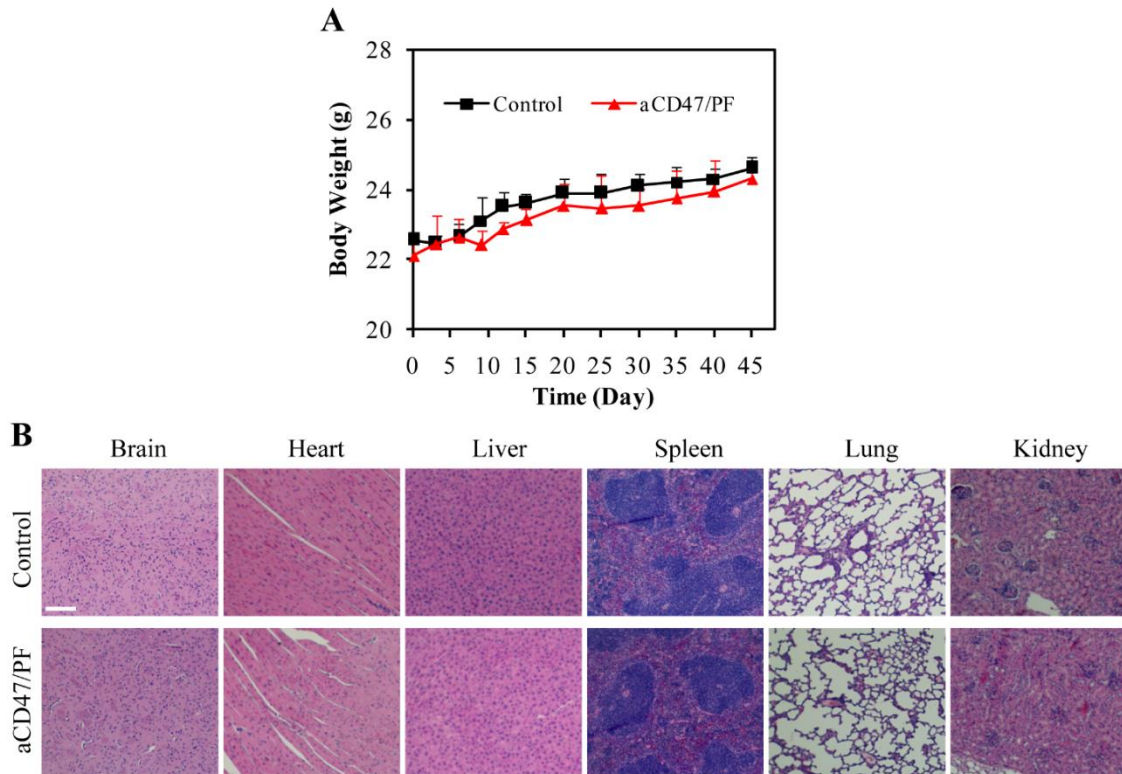 A
28
26
24
22
20
Body Weight (g)
Control aCD47/PF
0 5 10 15 20 25 30 35 40 45
Time (Day)
B
Brain Heart Liver Spleen Lung Kidney
Control
aCD47/PF